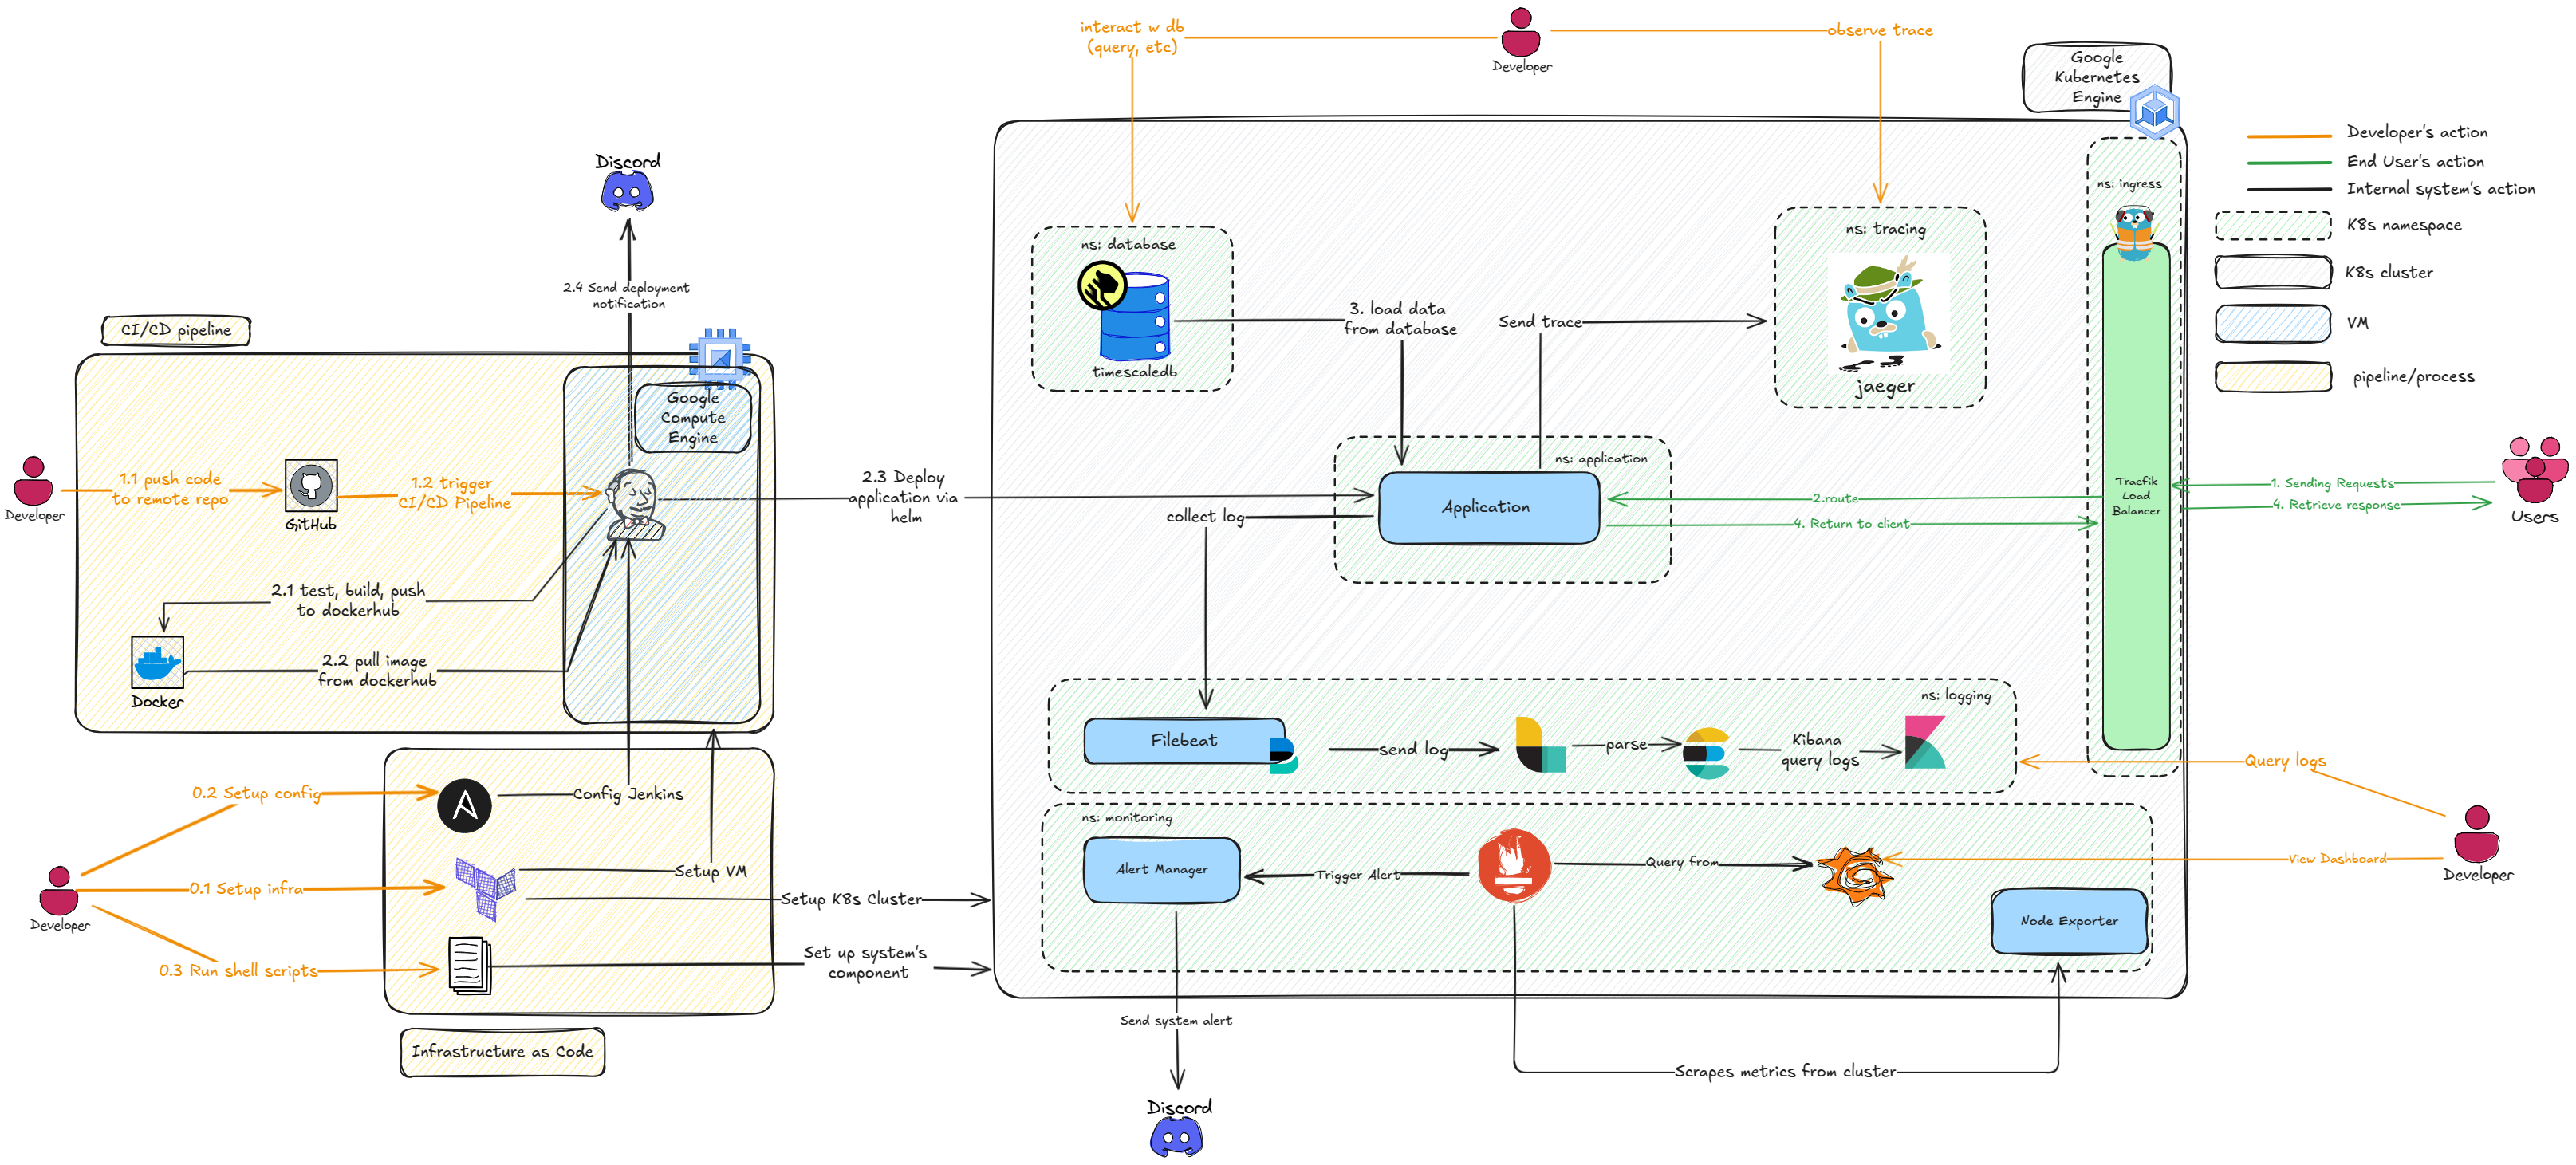 interact w db
(query, etc)
Developer
observe trace
Google
Kubernetes
Engine
Developer's action
End User's action
Internal system's action
K8s namespace
K8s cluster
VM
pipeline/process
Discord
2.4 Send deployment
notification
CI/CD pipeline
Google
Compute
Engine
Developer
1.1 push code
to remote repo
GitHub
1.2 trigger
CI/CD Pipeline
2.1 test, build, push
to dockerhub
Docker
2.2 pull image
from dockerhub
2.3 Deploy
application via
helm
ns: database
timescaledb
3. load data
from database
Send trace
ns: tracing
jaeger
ns: ingress
Traefik
Load
Balancer
ns: application
Application
collect log
2.route
4. Return to client
1. Sending Requests
4. Retrieve response
Users
ns: logging
Filebeat
send log
parse
Kibana
query logs
Query logs
ns: monitoring
Alert Manager
Trigger Alert
Query from
View Dashboard
Developer
Node Exporter
0.2 Setup config
Config Jenkins
0.1 Setup infra
Developer
Setup VM
Setup K8s Cluster
0.3 Run shell scripts
Set up system's
component
Infrastructure as Code
Send system alert
Scrapes metrics from cluster
Discord